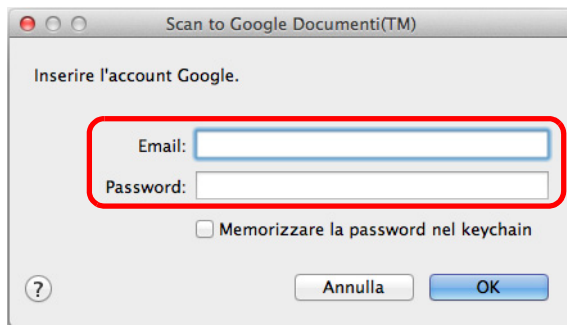 Scan to Google Documenti(TM)
Inserire l'account Google.
Email:
Password:
Memorizzare la password nel keychain
?
Annulla
OK